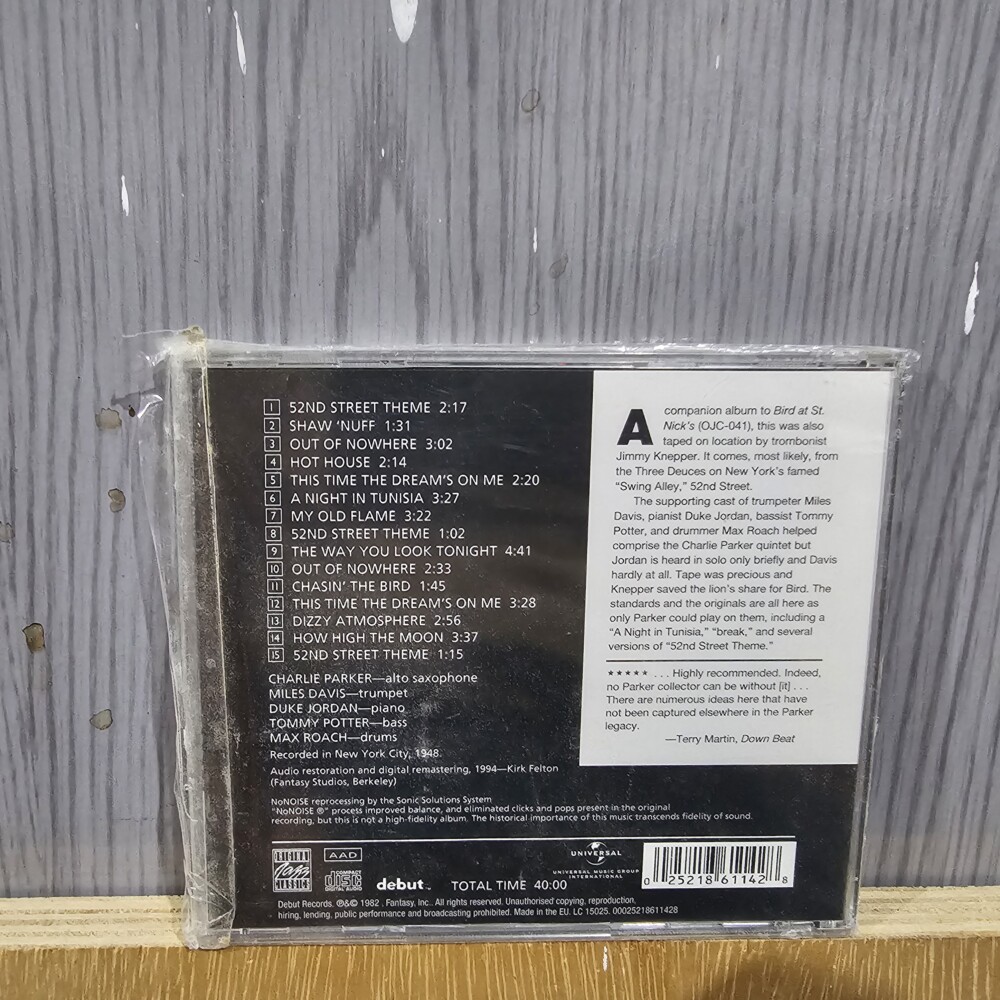 1 52ND STREET THEME 2:17
2 SHAW 'NUFF 1:31
3 OUT OF NOWHERE 3:02
4 HOT HOUSE 2:14
5 THIS TIME THE DREAM'S ON ME 2:20
6 A NIGHT IN TUNISIA 3:27
7 MY OLD FLAME 3:22
8 52ND STREET THEME 1:02
9 THE WAY YOU LOOK TONIGHT 4:41
10 OUT OF NOWHERE 2:33
11 CHASIN' THE BIRD 1:45
12 THIS TIME THE DREAM'S ON ME 3:28
13 DIZZY ATMOSPHERE 2:56
14 HOW HIGH THE MOON 3:37
15 52ND STREET THEME 1:15
CHARLIE PARKER—alto saxophone
MILES DAVIS—trumpet
DUKE JORDAN—piano
TOMMY POTTER—bass
MAX ROACH—drums
Recorded in New York City, 1948.
Audio restoration and digital remastering, 1994—Kirk Felton
(Fantasy Studios, Berkeley)
NoNOISE reprocessing by the Sonic Solutions System
"NoNOISE ®" process improved balance, and eliminated clicks and pops present in the original
recording, but this is not a high-fidelity album. The historical importance of this music transcends fidelity of sound.
A companion album to Bird at St.
Nick's (OJC-041), this was also
taped on location by trombonist
Jimmy Knepper. It comes, most likely, from
the Three Deuces on New York's famed
"Swing Alley," 52nd Street.
The supporting cast of trumpeter Miles
Davis, pianist Duke Jordan, bassist Tommy
Potter, and drummer Max Roach helped
comprise the Charlie Parker quintet but
Jordan is heard in solo only briefly and Davis
hardly at all. Tape was precious and
Knepper saved the lion's share for Bird. The
standards and the originals are all here as
only Parker could play on them, including a
"A Night in Tunisia," "break," and several
versions of "52nd Street Theme."
★★★★★ . . . Highly recommended. Indeed,
no Parker collector can be without [it] . . .
There are numerous ideas here that have
not been captured elsewhere in the Parker
legacy.
—Terry Martin, Down Beat
ORIGINAL
Jazz
CLASSICS
AAD
COMPACT
disc
DIGITAL AUDIO
debut™
TOTAL TIME 40:00
UNIVERSAL
UNIVERSAL MUSIC GROUP
INTERNATIONAL
0 25218 61142 8
Debut Records. ℗&© 1982, Fantasy, Inc.. All rights reserved. Unauthorised copying, reproduction,
hiring, lending, public performance and broadcasting prohibited. Made in the EU. LC 15025. 00025218611428